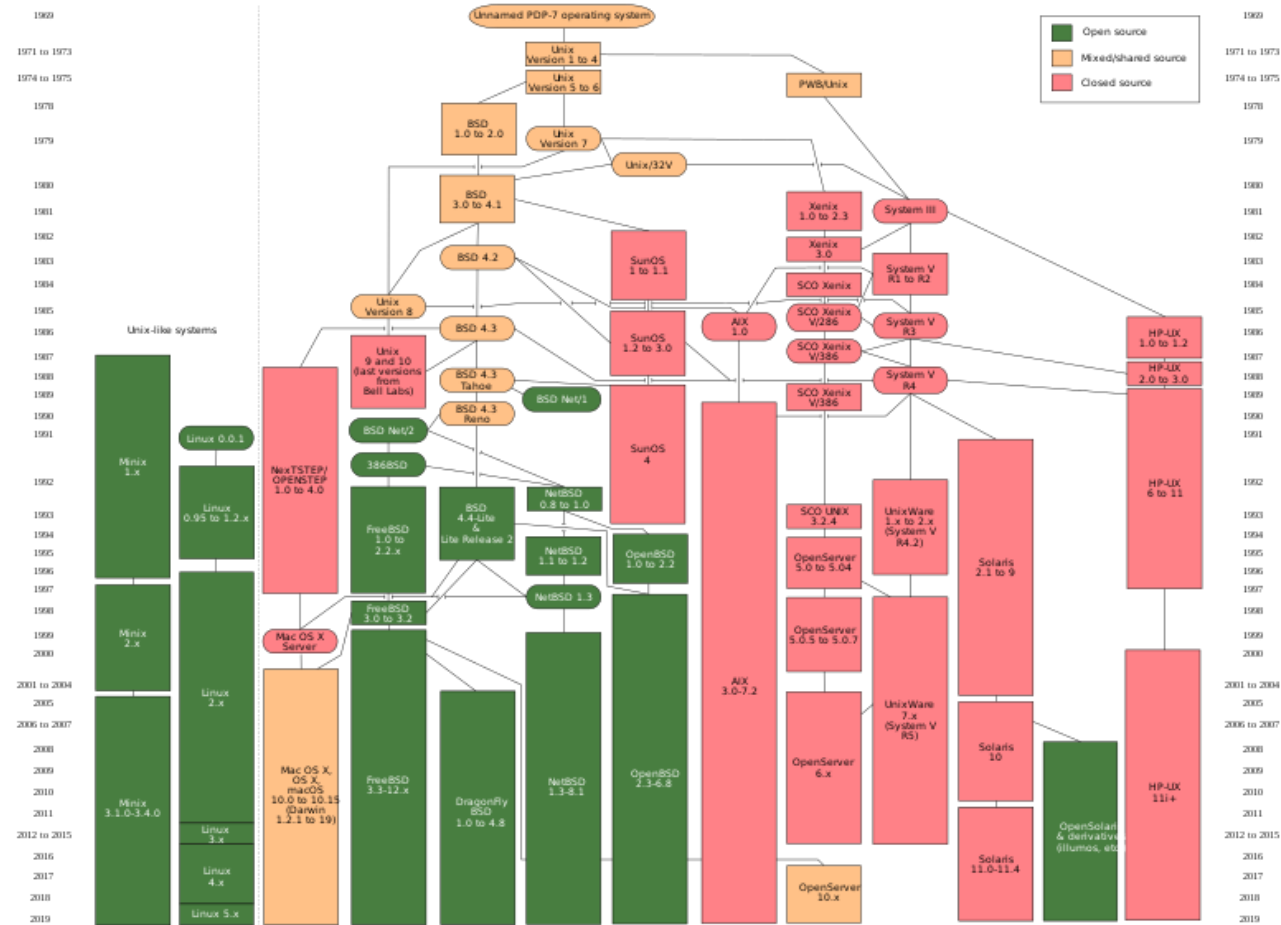 Unnamed PDP-7 operating system
1969
1969
Open source
Mixed/shared source
Closed source
1971 to 1973
Unix
Version 1 to 4
1971 to 1973
1974 to 1975
Unix
Version 5 to 6
PWB/Unix
1974 to 1975
1978
BSD
1.0 to 2.0
1978
1979
Unix
Version 7
Unix/32V
1979
1980
BSD
3.0 to 4.1
1980
1981
Xenix
1.0 to 2.3
System III
1981
1982
Xenix
3.0
1982
1983
BSD 4.2
SunOS
1 to 1.1
System V
R1 to R2
1983
1984
SCO Xenix
1984
1985
Unix
Version 8
SCO Xenix
V/286
1985
Unix-like systems
1986
BSD 4.3
AIX
1.0
System V
R3
1986
HP-UX
1.0 to 1.2
1987
Unix
9 and 10
(last versions
from
Bell Labs)
SunOS
1.2 to 3.0
SCO Xenix
V/386
1987
1988
BSD 4.3
Tahoe
System V
R4
HP-UX
2.0 to 3.0
1988
1989
BSD Net/1
SCO Xenix
V/386
1989
1990
BSD 4.3
Reno
1990
1991
Linux 0.0.1
BSD Net/2
1991
Minix
1.x
NexTSTEP/
OPENSTEP
1.0 to 4.0
386BSD
SunOS
4
HP-UX
6 to 11
1992
NetBSD
0.8 to 1.0
1992
1993
Linux
0.95 to 1.2.x
FreeBSD
1.0 to
2.2.x
BSD
4.4-Lite
&
Lite Release 2
SCO UNIX
3.2.4
UnixWare
1.x to 2.x
(System V
R4.2)
1993
1994
1994
1995
NetBSD
1.1 to 1.2
OpenBSD
1.0 to 2.2
OpenServer
5.0 to 5.04
Solaris
2.1 to 9
1995
1996
1996
1997
NetBSD 1.3
1997
1998
FreeBSD
3.0 to 3.2
1998
1999
Minix
2.x
Mac OS X
Server
OpenServer
5.0.5 to 5.0.7
1999
2000
2000
2001 to 2004
Linux
2.x
AIX
3.0-7.2
2001 to 2004
2005
UnixWare
7.x
(System V
R5)
2005
2006 to 2007
2006 to 2007
2008
Solaris
10
2008
2009
OpenServer
6.x
2009
2010
Minix
3.1.0-3.4.0
Mac OS X,
OS X,
macOS
10.0 to 10.15
(Darwin
1.2.1 to 19)
FreeBSD
3.3-12.x
DragonFly
BSD
1.0 to 4.8
NetBSD
1.3-8.1
OpenBSD
2.3-6.8
HP-UX
11i+
2010
2011
2011
2012 to 2015
Linux
3.x
OpenSolari
& derivative
(illumos, etc
2012 to 2015
2016
Solaris
11.0-11.4
2016
2017
Linux
4.x
2017
2018
OpenServer
10.x
2018
2019
Linux 5.x
2019